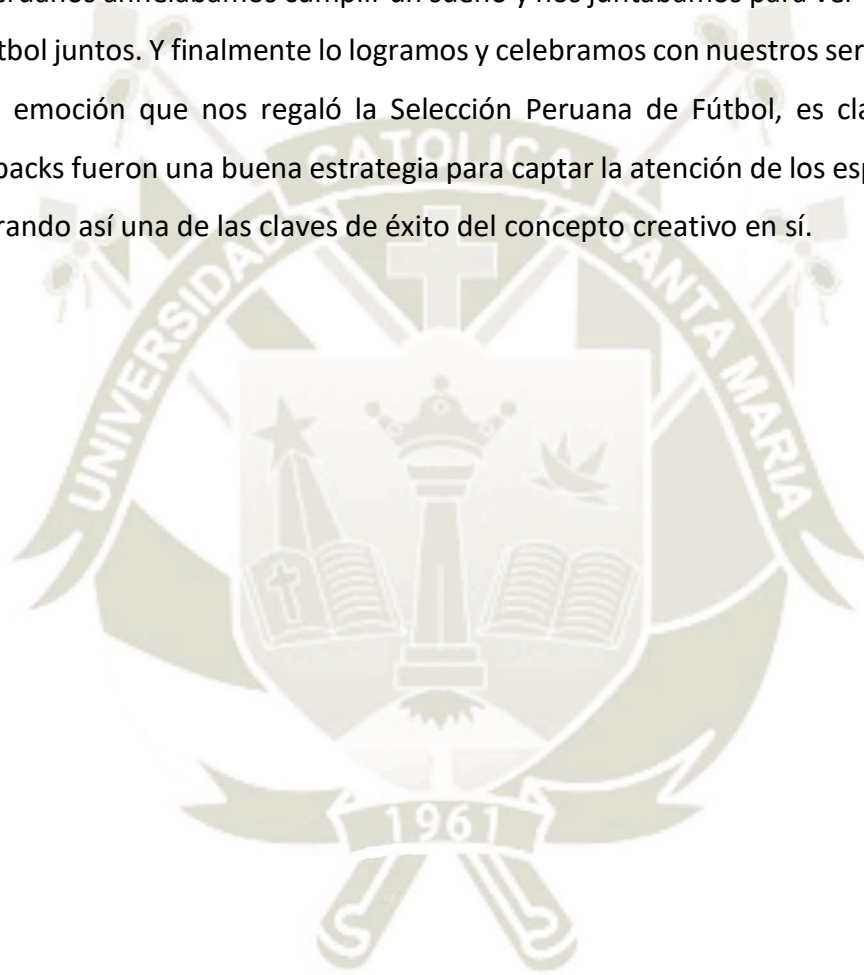 eruanos anhelábamos cumplir un sueño y nos juntábamos para ver
tbol juntos. Y finalmente lo logramos y celebramos con nuestros ser
emoción que nos regaló la Selección Peruana de Fútbol, es cla
backs fueron una buena estrategia para captar la atención de los esp
rando así una de las claves de éxito del concepto creativo en sí.
UNIVERSIDAD CATOLICA SANTA MARIA
1961